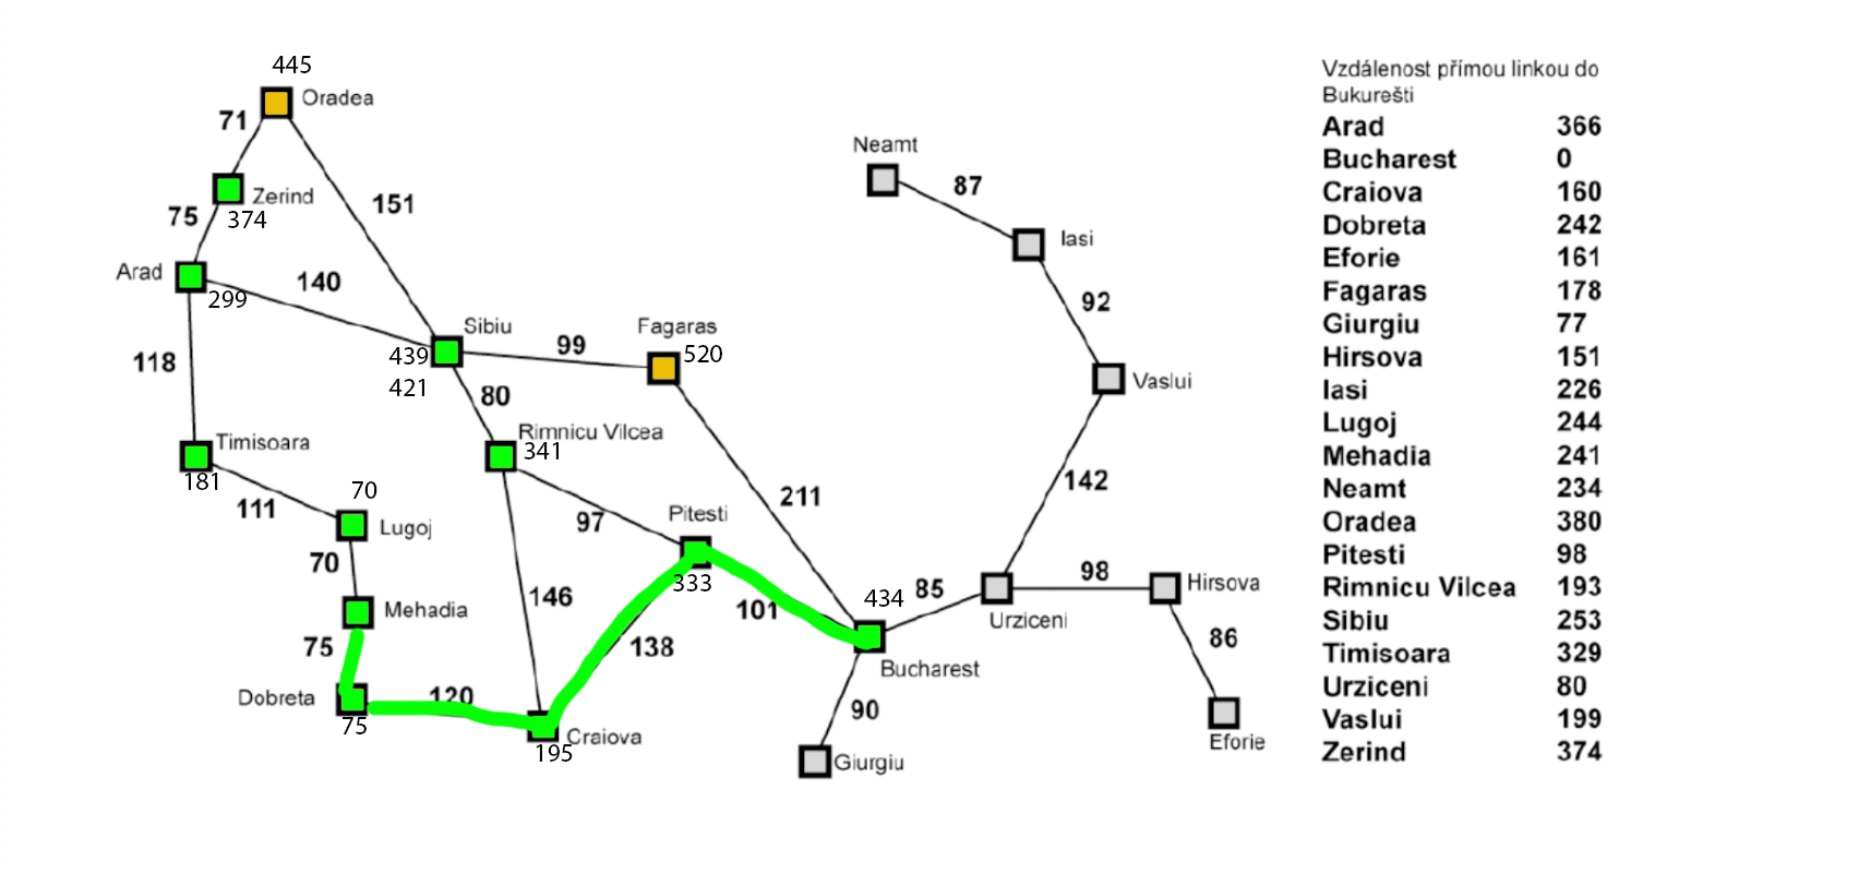 445
Oradea
71
Zerind
374
151
75
Arad
299
140
118
Sibiu
439
421
99
Fagaras
520
80
Rimnicu Vilcea
341
Timisoara
181
111
70
Lugoj
70
Mehadia
75
Dobreta
75
120
Craiova
195
146
97
Pitesti
333
138
101
211
434
Bucharest
85
90
Giurgiu
Urziceni
98
Hirsova
86
Eforie
142
Vaslui
92
Iasi
87
Neamt
Vzdálenost přímou linkou do
Bukurešti
Arad 366
Bucharest 0
Craiova 160
Dobreta 242
Eforie 161
Fagaras 178
Giurgiu 77
Hirsova 151
Iasi 226
Lugoj 244
Mehadia 241
Neamt 234
Oradea 380
Pitesti 98
Rimnicu Vilcea 193
Sibiu 253
Timisoara 329
Urziceni 80
Vaslui 199
Zerind 374